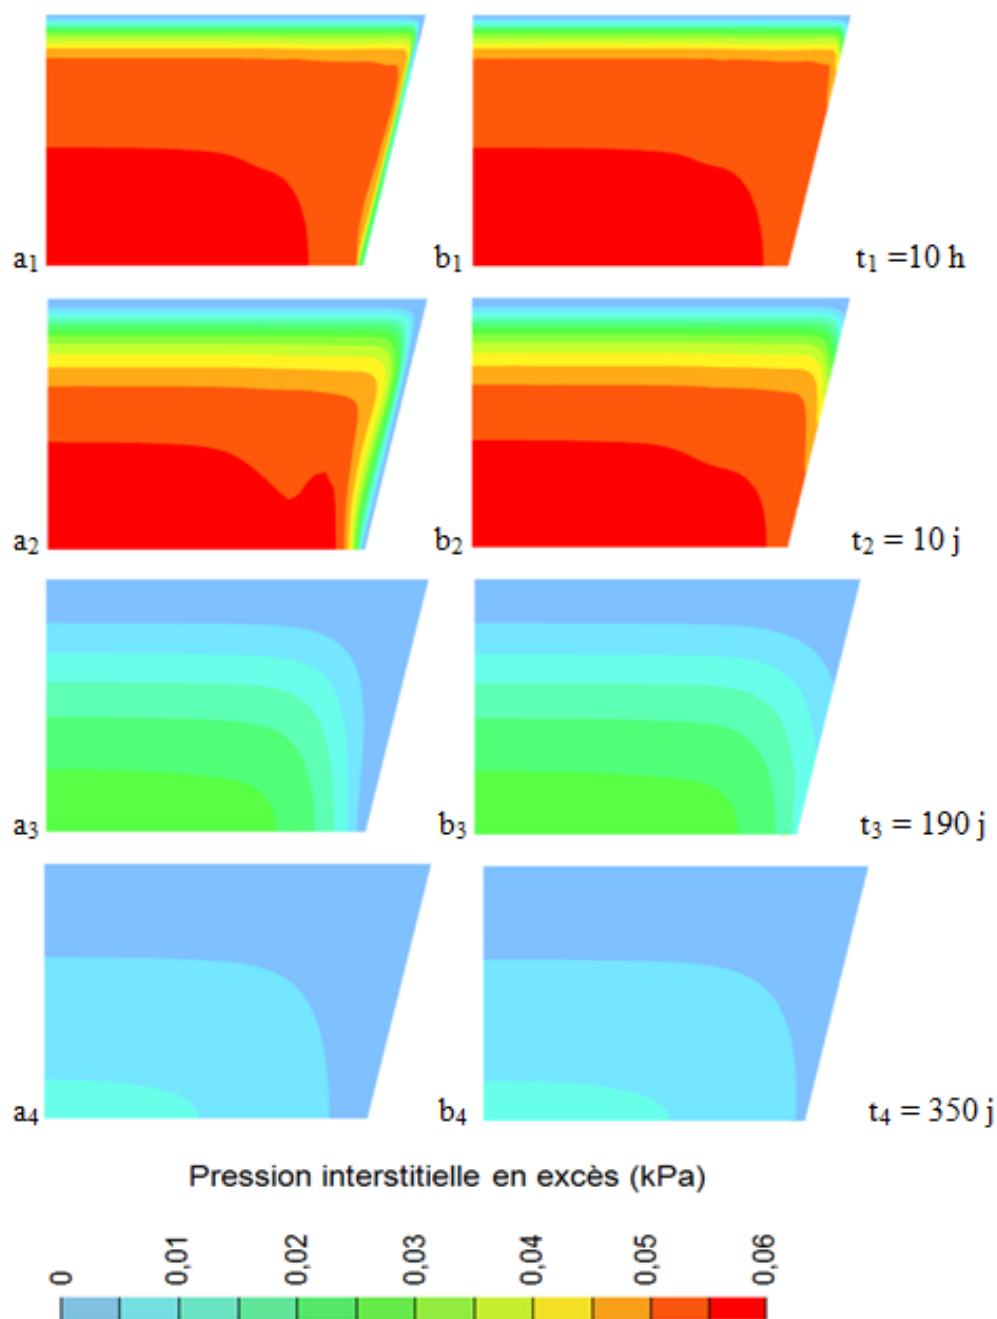 a1 b1 t1 =10 h
a2 b2 t2 = 10 j
a3 b3 t3 = 190 j
a4 b4 t4 = 350 j
Pression interstitielle en excès (kPa)
0 0,01 0,02 0,03 0,04 0,05 0,06